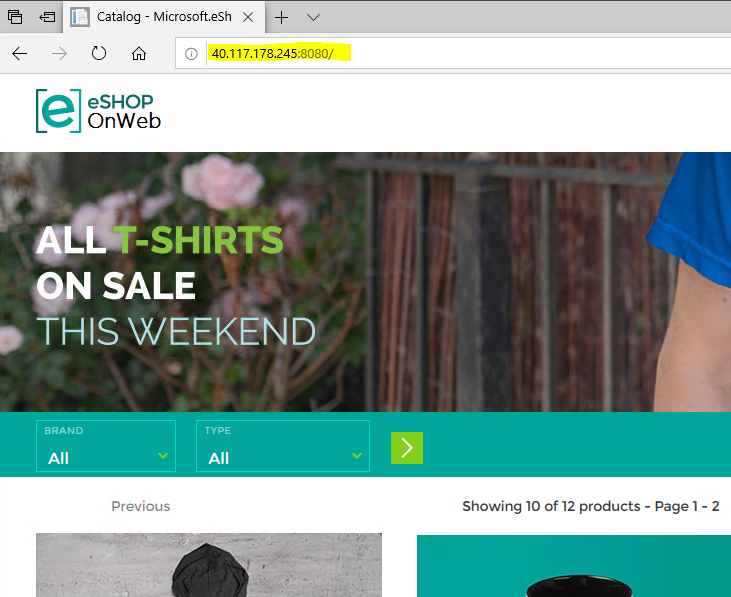 Catalog - Microsoft.eSh
40.117.178.245:8080/
[e] eSHOP
OnWeb
ALL T-SHIRTS
ON SALE
THIS WEEKEND
BRAND
All
TYPE
All
Previous
Showing 10 of 12 products - Page 1 - 2